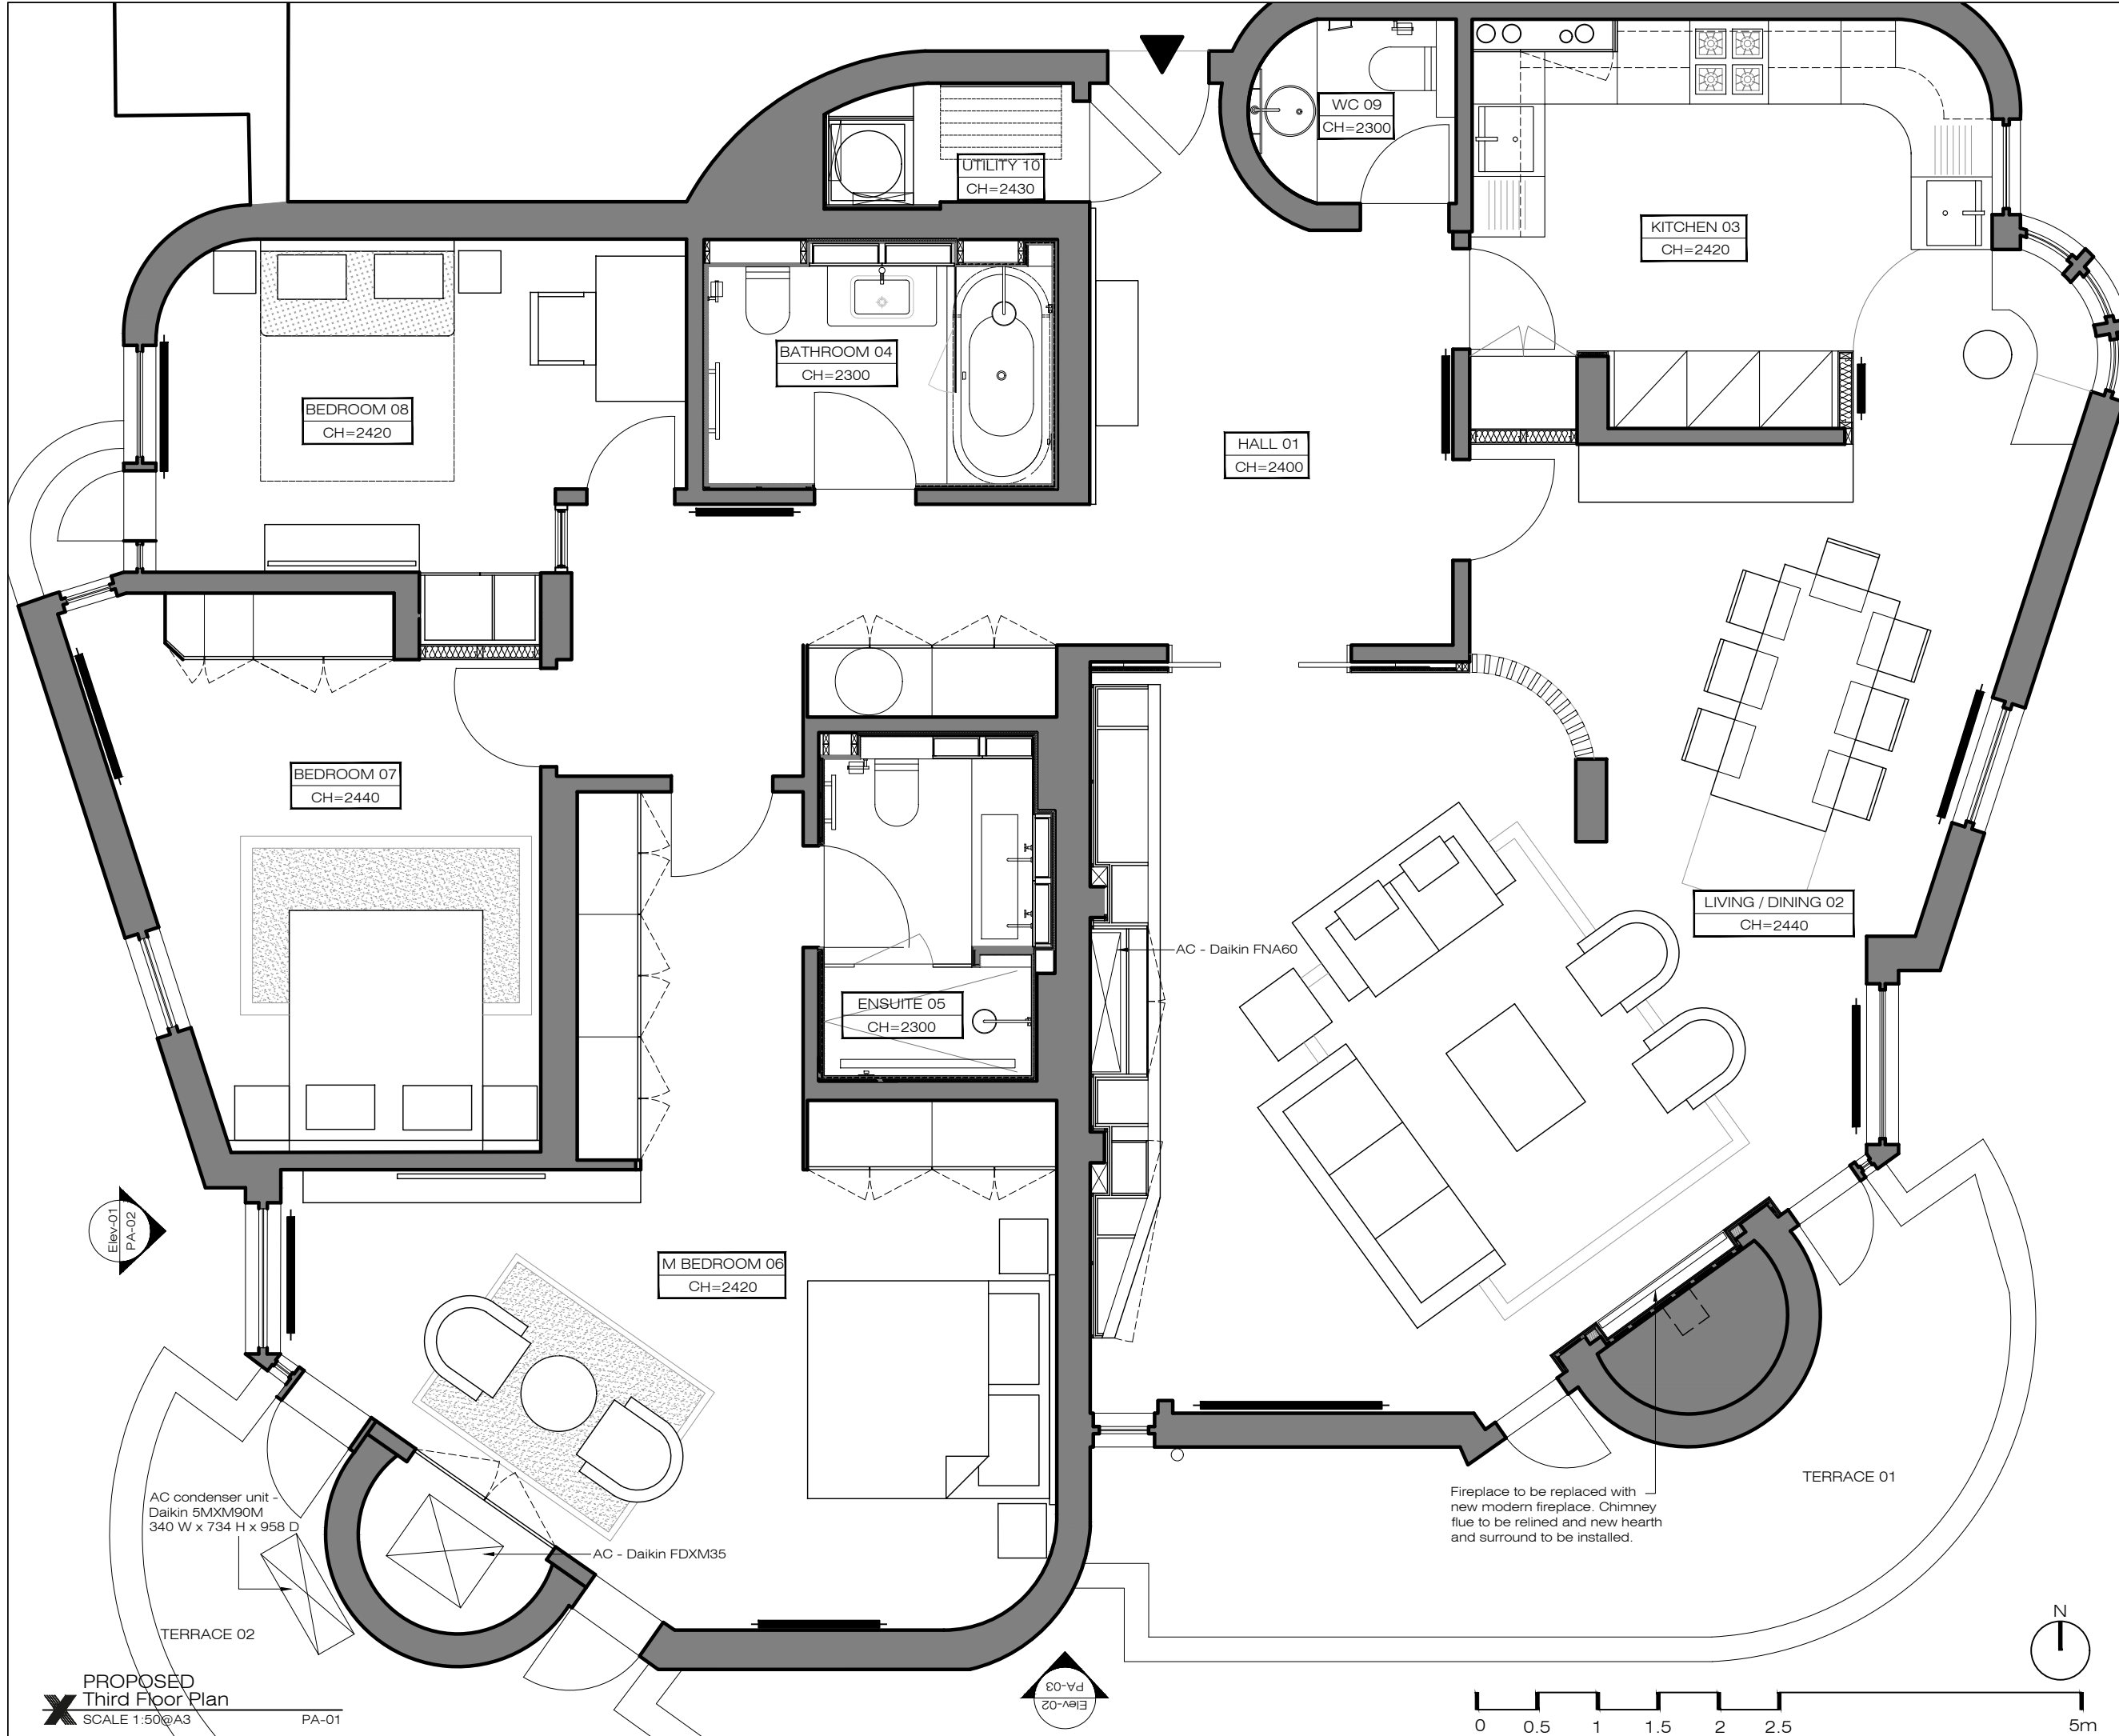 WC 09
CH=2300
UTILITY 10
CH=2430
KITCHEN 03
CH=2420
BATHROOM 04
CH=2300
BEDROOM 08
CH=2420
HALL 01
CH=2400
BEDROOM 07
CH=2440
LIVING / DINING 02
CH=2440
AC - Daikin FNA60
ENSUITE 05
CH=2300
Elev-01
PA-02
M BEDROOM 06
CH=2420
AC condenser unit -
Daikin 5MXM90M
340 W x 734 H x 958 D
AC - Daikin FDXM35
TERRACE 02
TERRACE 01
Fireplace to be replaced with
new modern fireplace. Chimney
flue to be relined and new hearth
and surround to be installed.
PROPOSED
Third Floor Plan
SCALE 1:50@A3 PA-01
Elev-02
PA-03
N
0 0.5 1 1.5 2 2.5 5m